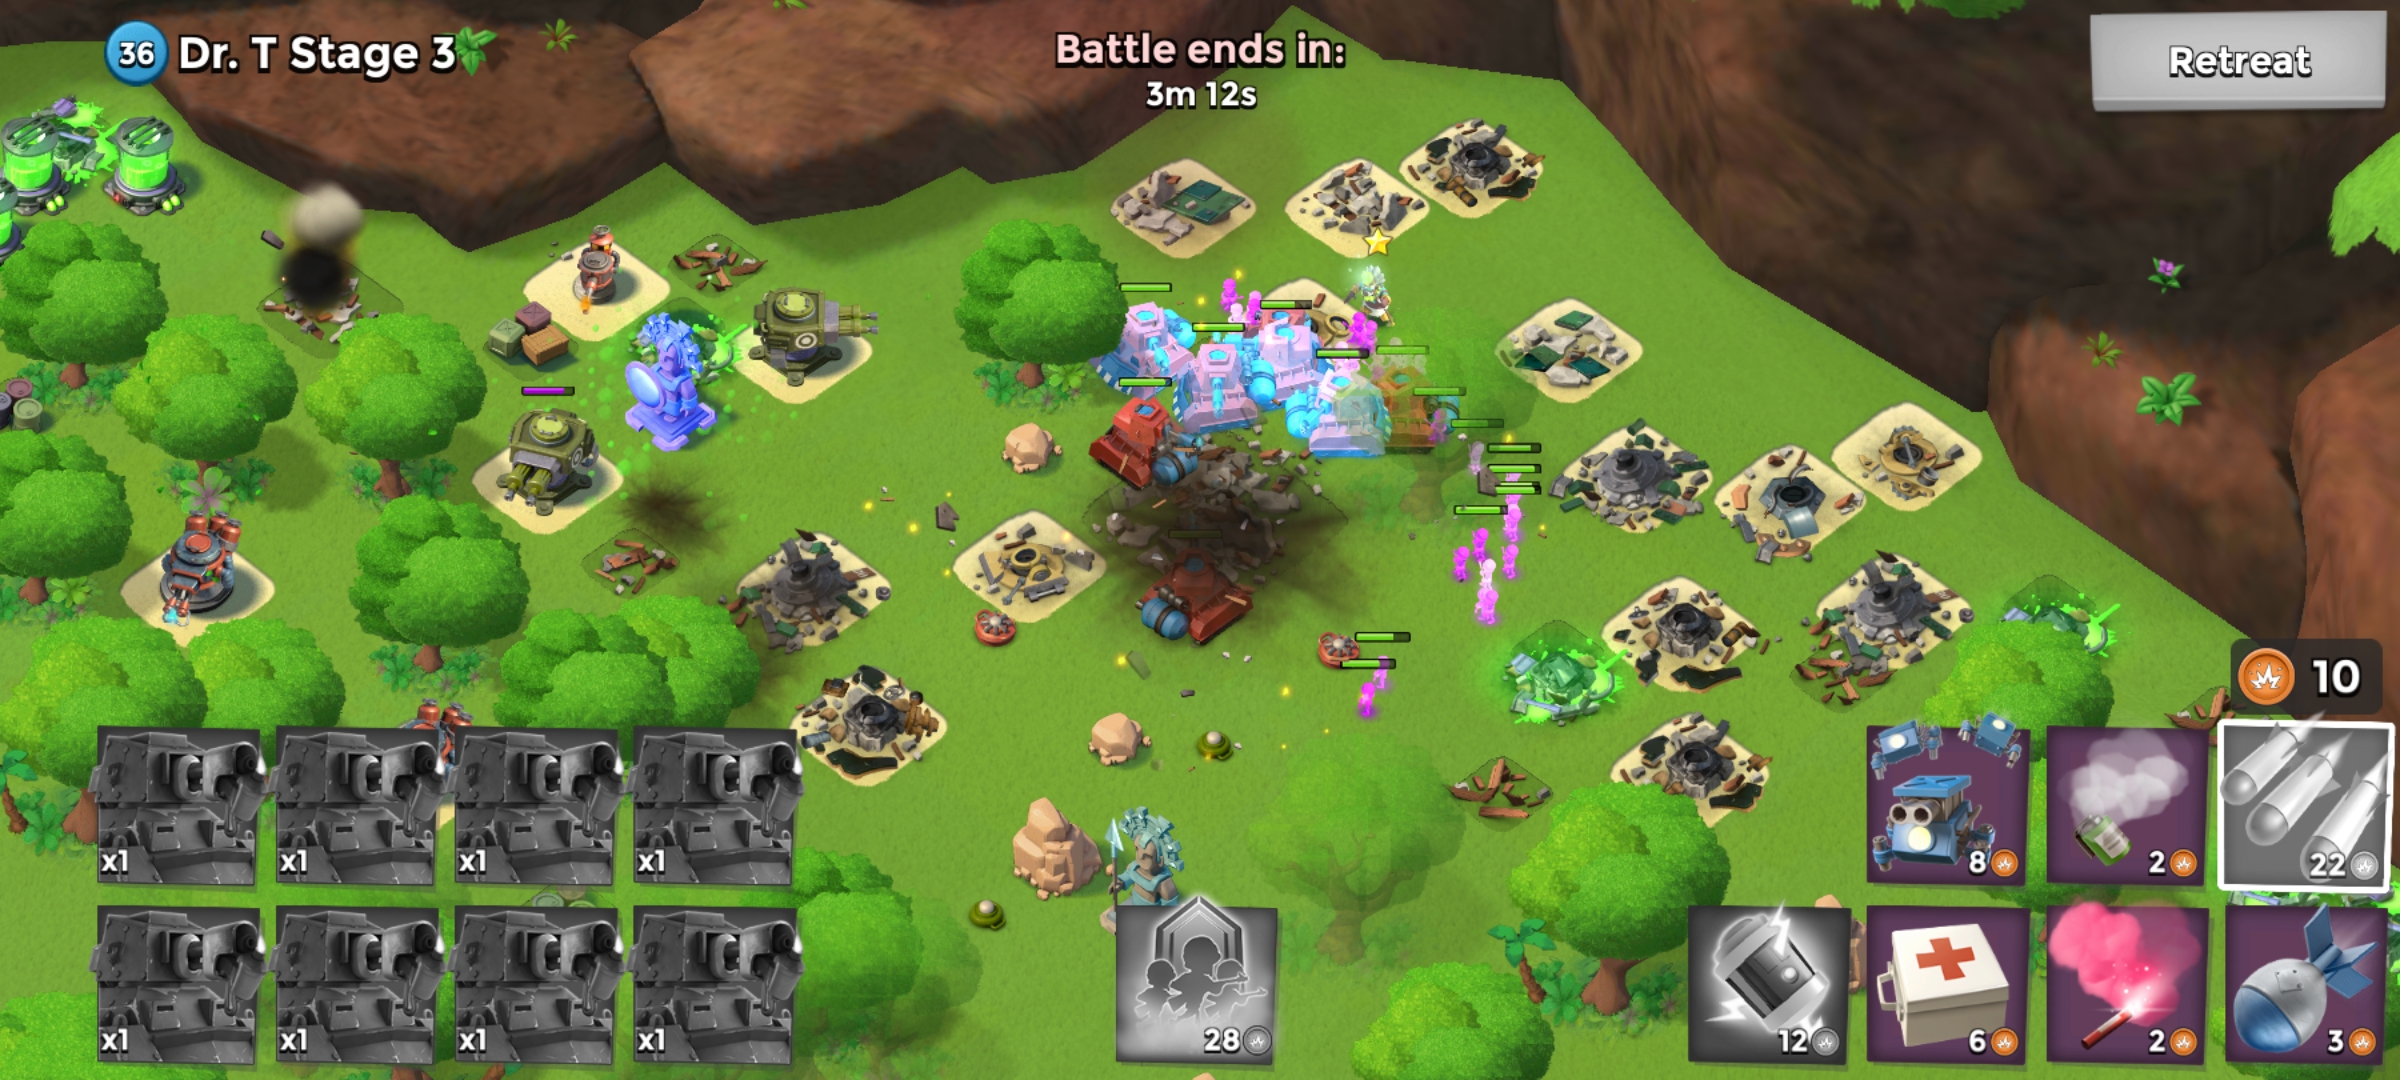 36 Dr. T Stage 3
Battle ends in:
3m 12s
Retreat
10
x1 x1 x1 x1
8 2 22
x1 x1 x1 x1
28
12 6 2 3